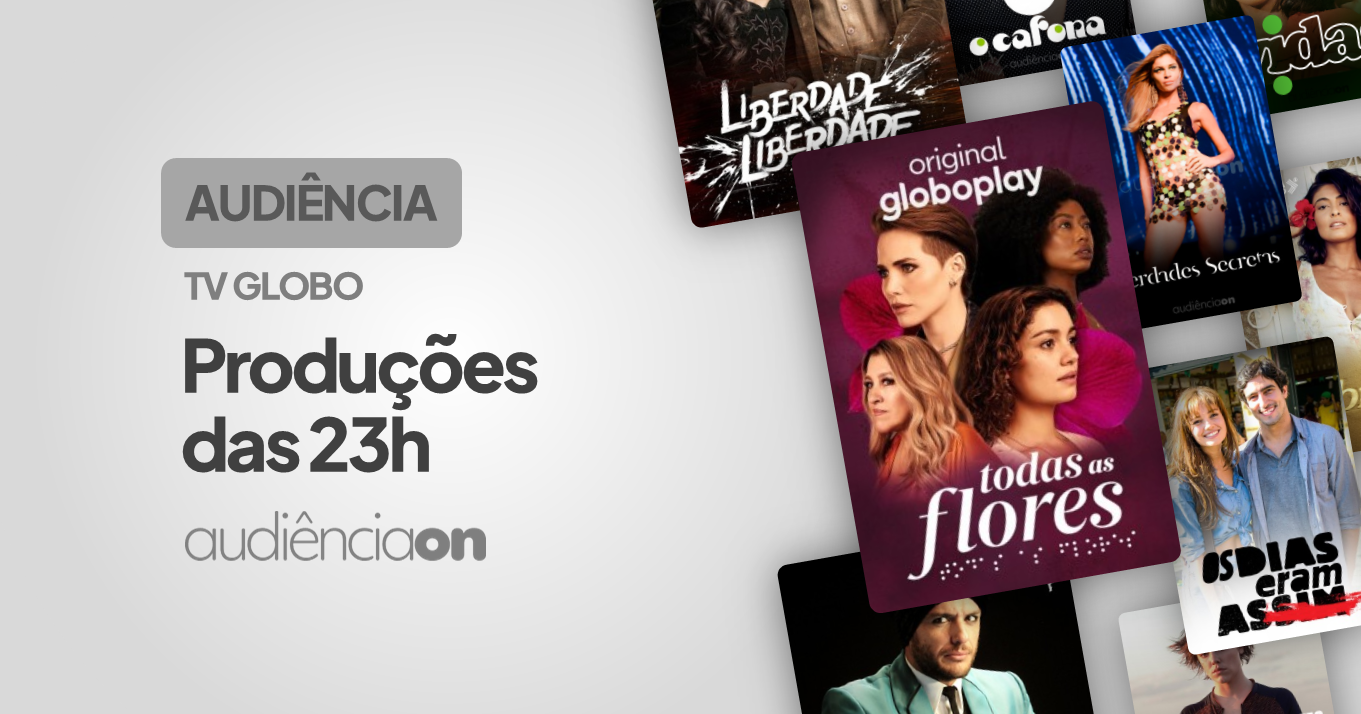 AUDIÊNCIA
TV GLOBO
Produções
das 23h
audiênciaon
LIBERDADE
LIBERDADE
o cafona
original
globoplay
todas as
flores
erdades Secretas
audiênciaon
OS DIAS
eram
ASSIM